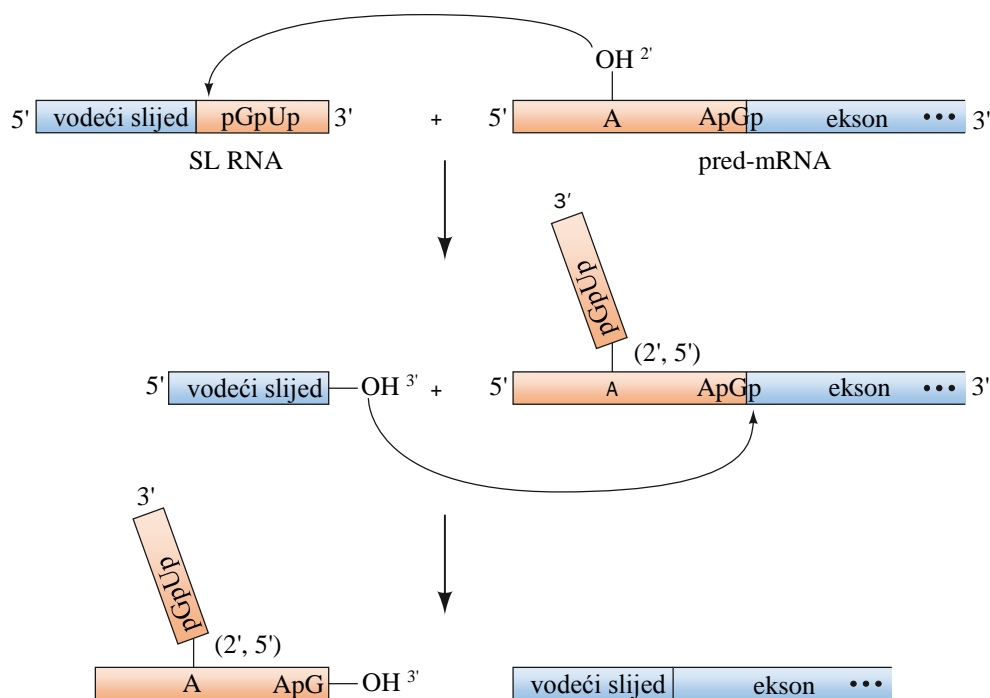 OH 2'
5' vodeći slijed pGpUp 3' + 5' A ApGp ekson ••• 3'
SL RNA pred-mRNA
3'
pGpUp
(2', 5')
5' vodeći slijed OH 3' + 5' A ApGp ekson ••• 3'
3'
pGpUp
(2', 5')
A ApG OH 3' vodeći slijed ekson •••